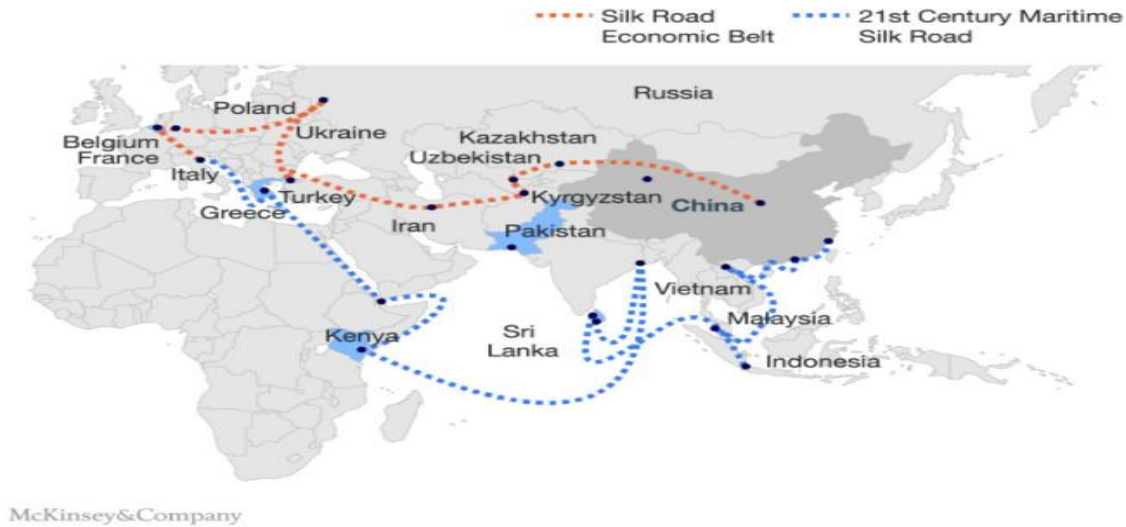 Silk Road
Economic Belt
21st Century Maritime
Silk Road
Russia
Poland
Ukraine
Kazakhstan
Belgium
Uzbekistan
France
Italy
Kyrgyzstan
Turkey
China
Greece
Iran
Pakistan
Vietnam
Malaysia
Kenya
Sri
Lanka
Indonesia
McKinsey&Company